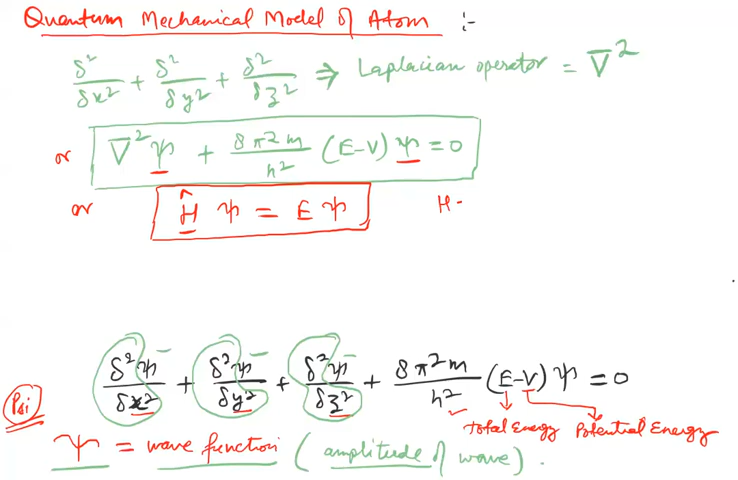 Quantum Mechanical Model of Atom :-
δ²/δx² + δ²/δy² + δ²/δz² ⇒ Laplacian operator = ∇²
or ∇²ψ + 8π²m/h² (E-V) ψ = 0
or Ĥ ψ = E ψ H-
δ²ψ/δx² + δ²ψ/δy² + δ²ψ/δz² + 8π²m/h² (E-V) ψ = 0
Psi Total Energy Potential Energy
ψ = wave function (amplitude of wave).